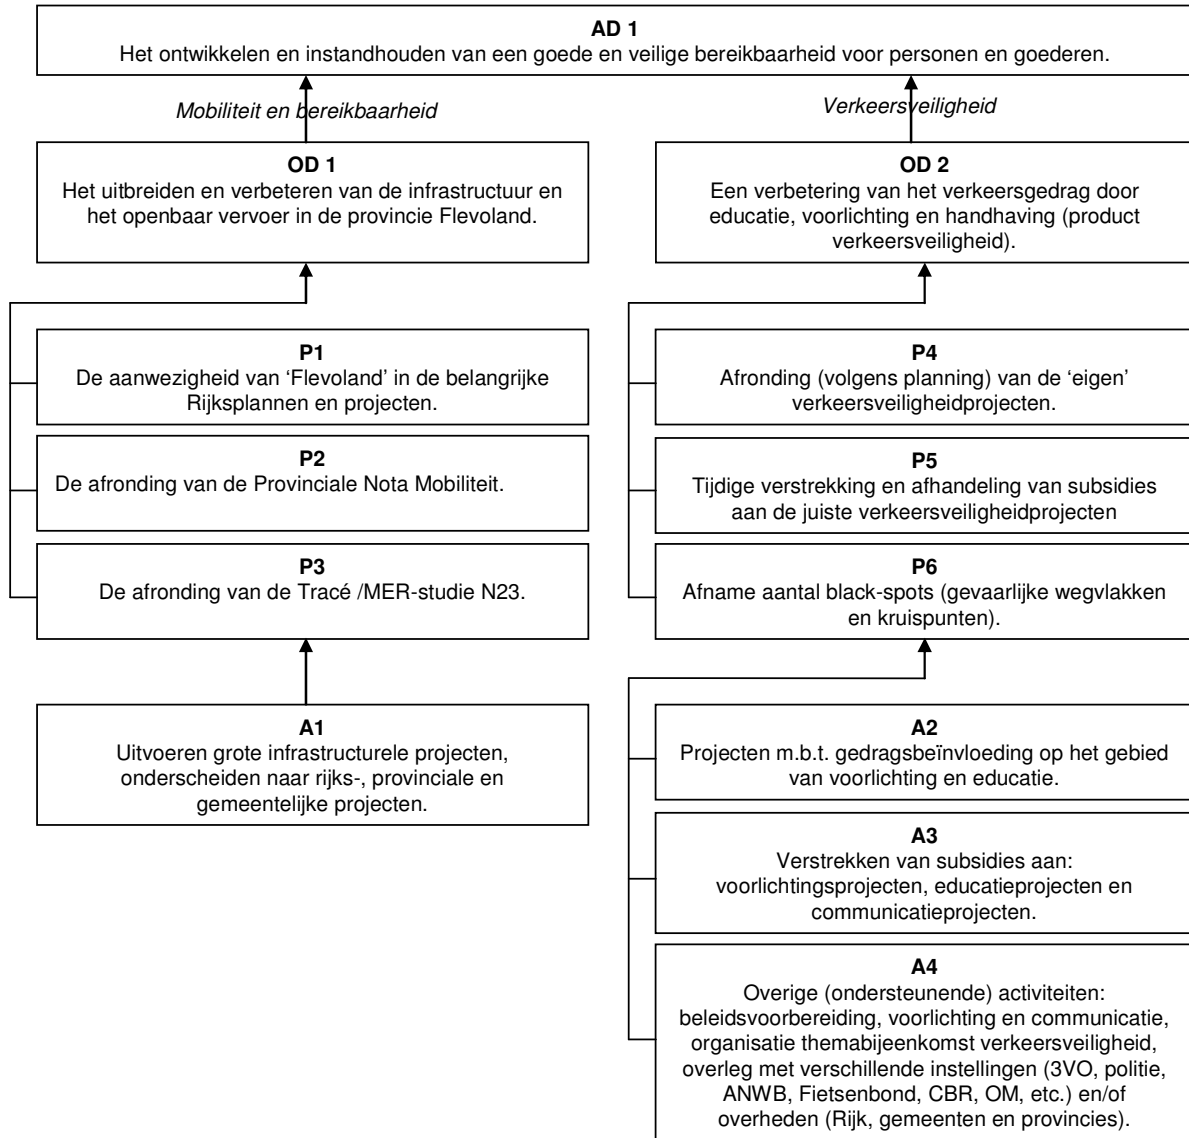 AD 1
Het ontwikkelen en instandhouden van een goede en veilige bereikbaarheid voor personen en goederen.
Mobiliteit en bereikbaarheid
OD 1
Het uitbreiden en verbeteren van de infrastructuur en
het openbaar vervoer in de provincie Flevoland.
P1
De aanwezigheid van ‘Flevoland’ in de belangrijke
Rijksplannen en projecten.
P2
De afronding van de Provinciale Nota Mobiliteit.
P3
De afronding van de Tracé /MER-studie N23.
A1
Uitvoeren grote infrastructurele projecten,
onderscheiden naar rijks-, provinciale en
gemeentelijke projecten.
Verkeersveiligheid
OD 2
Een verbetering van het verkeersgedrag door
educatie, voorlichting en handhaving (product
verkeersveiligheid).
P4
Afronding (volgens planning) van de ‘eigen’
verkeersveiligheidprojecten.
P5
Tijdige verstrekking en afhandeling van subsidies
aan de juiste verkeersveiligheidprojecten
P6
Afname aantal black-spots (gevaarlijke wegvlakken
en kruispunten).
A2
Projecten m.b.t. gedragsbeïnvloeding op het gebied
van voorlichting en educatie.
A3
Verstrekken van subsidies aan:
voorlichtingsprojecten, educatieprojecten en
communicatieprojecten.
A4
Overige (ondersteunende) activiteiten:
beleidsvoorbereiding, voorlichting en communicatie,
organisatie themabijeenkomst verkeersveiligheid,
overleg met verschillende instellingen (3VO, politie,
ANWB, Fietsenbond, CBR, OM, etc.) en/of
overheden (Rijk, gemeenten en provincies).